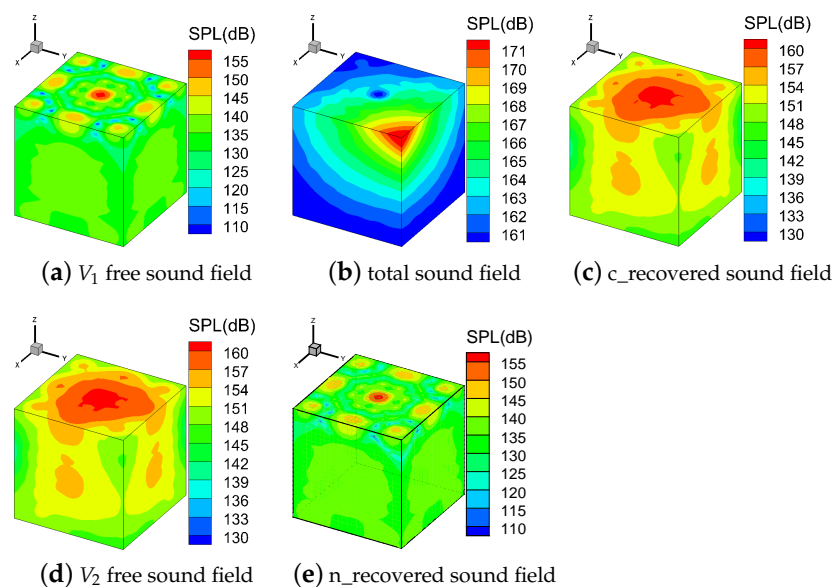 Z
X
Y
SPL(dB)
155
150
145
140
135
130
125
120
115
110
(a) V1 free sound field
Z
X
Y
SPL(dB)
171
170
169
168
167
166
165
164
163
162
161
(b) total sound field
Z
X
Y
SPL(dB)
160
157
154
151
148
145
142
139
136
133
130
(c) c_recovered sound field
Z
X
Y
SPL(dB)
160
157
154
151
148
145
142
139
136
133
130
(d) V2 free sound field
Z
X
Y
SPL(dB)
155
150
145
140
135
130
125
120
115
110
(e) n_recovered sound field